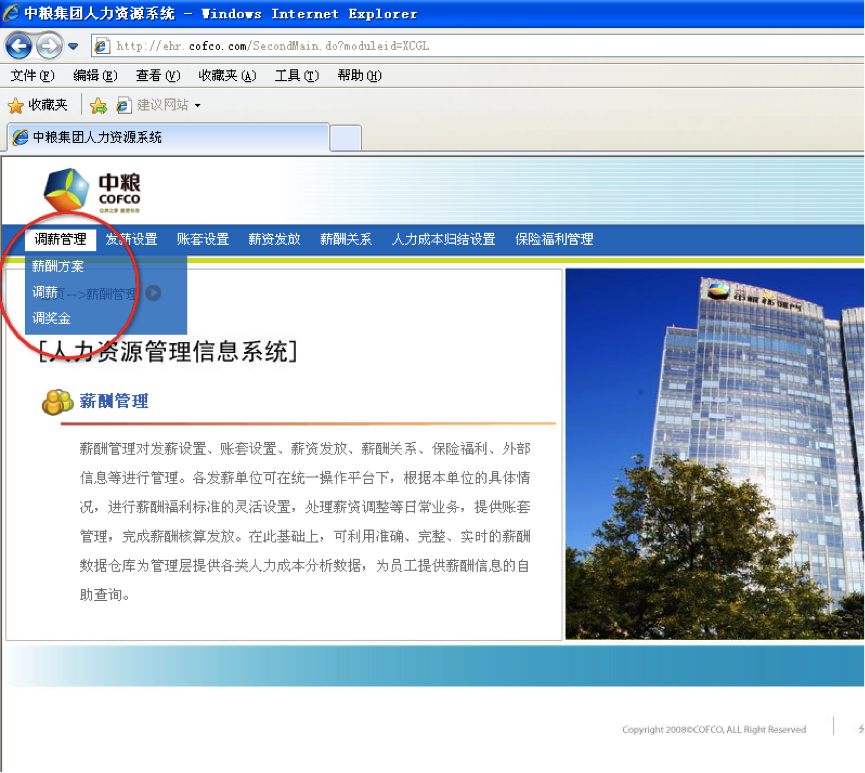 中粮集团人力资源系统 - Windows Internet Explorer
http://ehr.cofco.com/SecondMain.do?moduleid=XCGL
文件(F) 编辑(E) 查看(V) 收藏夹(A) 工具(T) 帮助(H)
收藏夹 建议网站
中粮集团人力资源系统
中粮
COFCO
调薪管理 发薪设置 账套设置 薪资发放 薪酬关系 人力成本归结设置 保险福利管理
薪酬方案
调薪 页-->薪酬管理
调奖金
[人力资源管理信息系统]
薪酬管理
薪酬管理对发薪设置、账套设置、薪资发放、薪酬关系、保险福利、外部
信息等进行管理。各发薪单位可在统一操作平台下，根据本单位的具体情
况，进行薪酬福利标准的灵活设置，处理薪资调整等日常业务，提供账套
管理，完成薪酬核算发放。在此基础上，可利用准确、完整、实时的薪酬
数据仓库为管理层提供各类人力成本分析数据，为员工提供薪酬信息的自
助查询。
Copyright 2008©COFCO, ALL Right Reserved